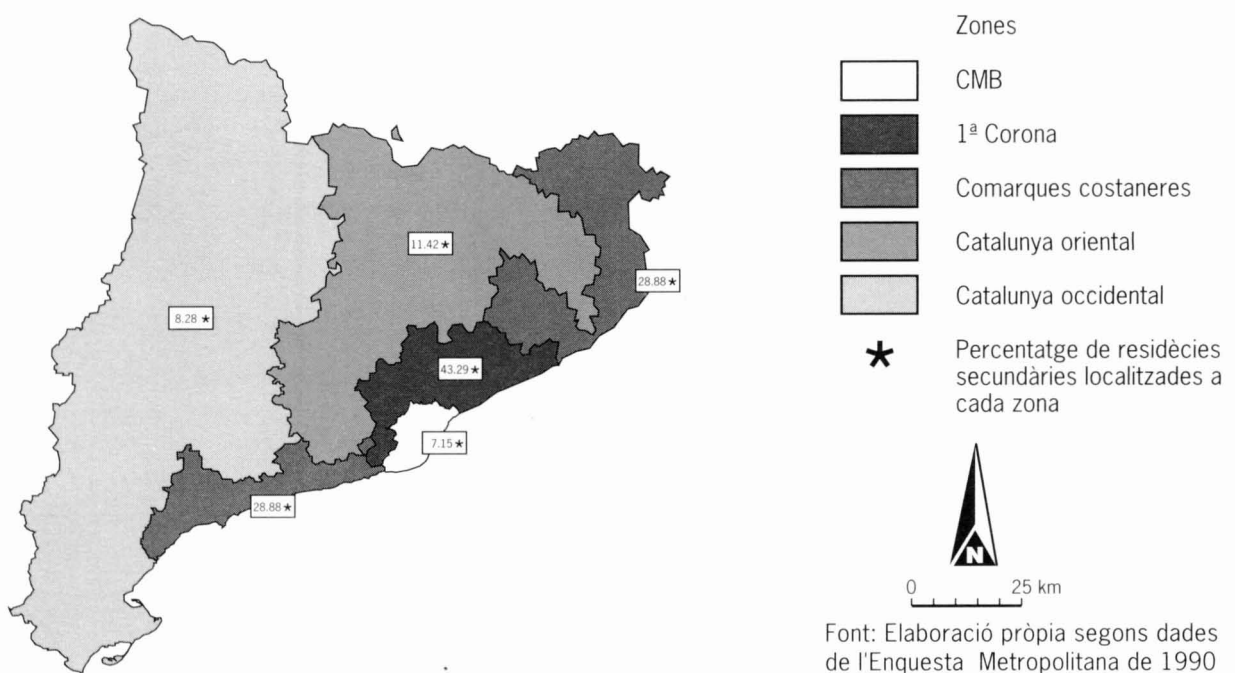 Zones
CMB
1ª Corona
Comarques costaneres
Catalunya oriental
Catalunya occidental
★ Percentatge de residècies
secundàries localitzades a
cada zona
11.42 ★
28.88 ★
8.28 ★
43.29 ★
7.15 ★
28.88 ★
N
0 25 km
Font: Elaboració pròpia segons dades
de l'Enquesta Metropolitana de 1990